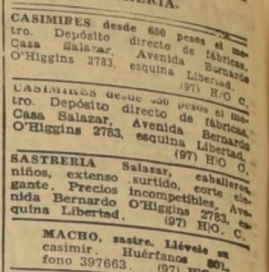 CASIMIRES desde 650 pesos el me-
tro. Depósito directo de fábricas.
Casa Salazar, Avenida Bernardo
O'Higgins 2783, esquina Libertad.
(97) H/O C.
CASIMIRES desde 650 pesos el me-
tro. Depósito directo de fábricas.
Casa Salazar, Avenida Bernardo
O'Higgins 2783, esquina Libertad.
(97) H|O C.
SASTRERIA Salazar, caballeros,
niños, extenso surtido, corte ele-
gante. Precios incompetibles. Ave-
nida Bernardo O'Higgins 2783, es-
quina Libertad. (97) H|O. C.
MACHO, sastre. Llévele su
casimir. Huérfanos 801,
fono 397663. (97)